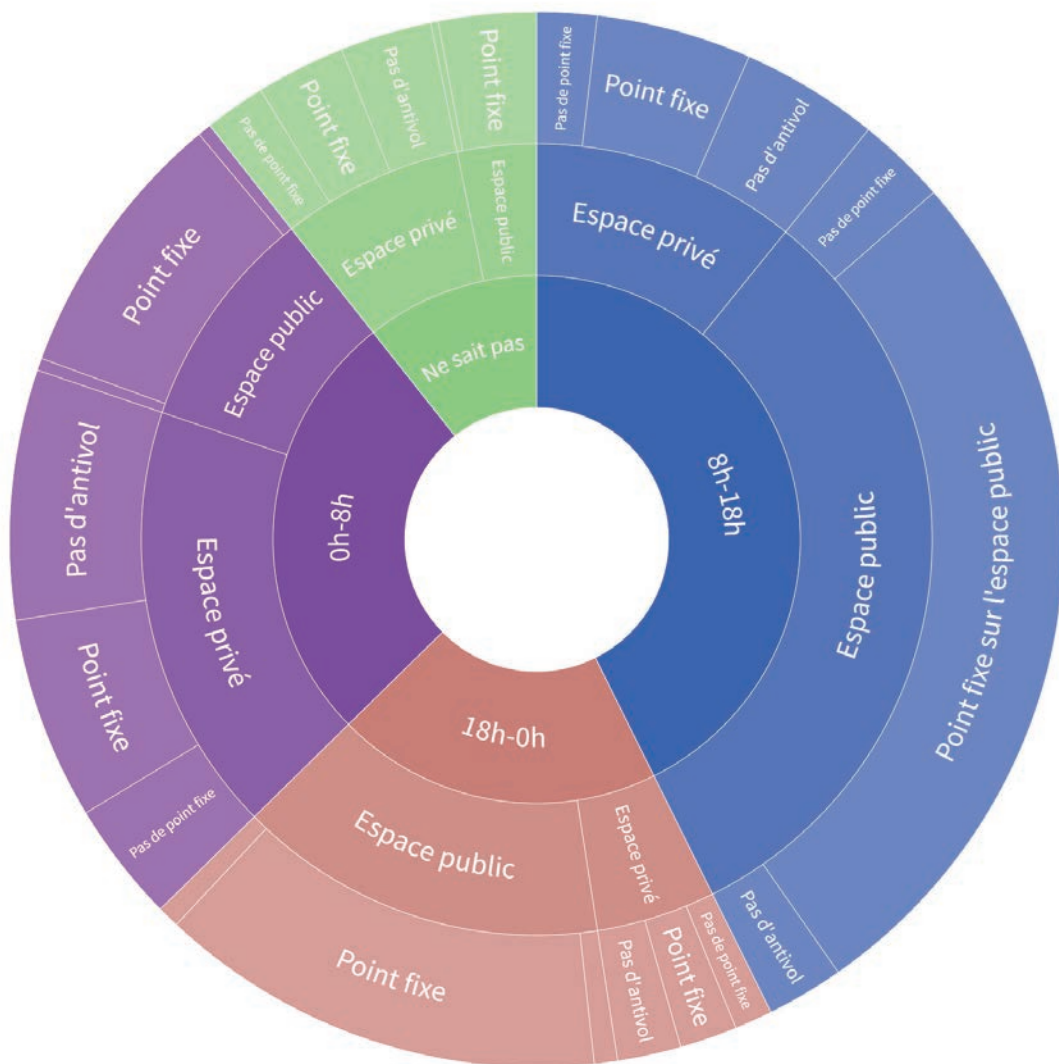 Pas de point fixe
Point fixe
Pas d'antivol
Pas de point fixe
Point fixe sur l'espace public
Pas d'antivol
Espace privé
Espace public
8h-18h
18h-0h
Espace privé
Espace public
Pas de point fixe
Point fixe
Pas d'antivol
Point fixe
0h-8h
Espace privé
Espace public
Pas de point fixe
Point fixe
Pas d'antivol
Point fixe
Ne sait pas
Espace privé
Espace public
Pas de point fixe
Point fixe
Pas d'antivol
Point fixe